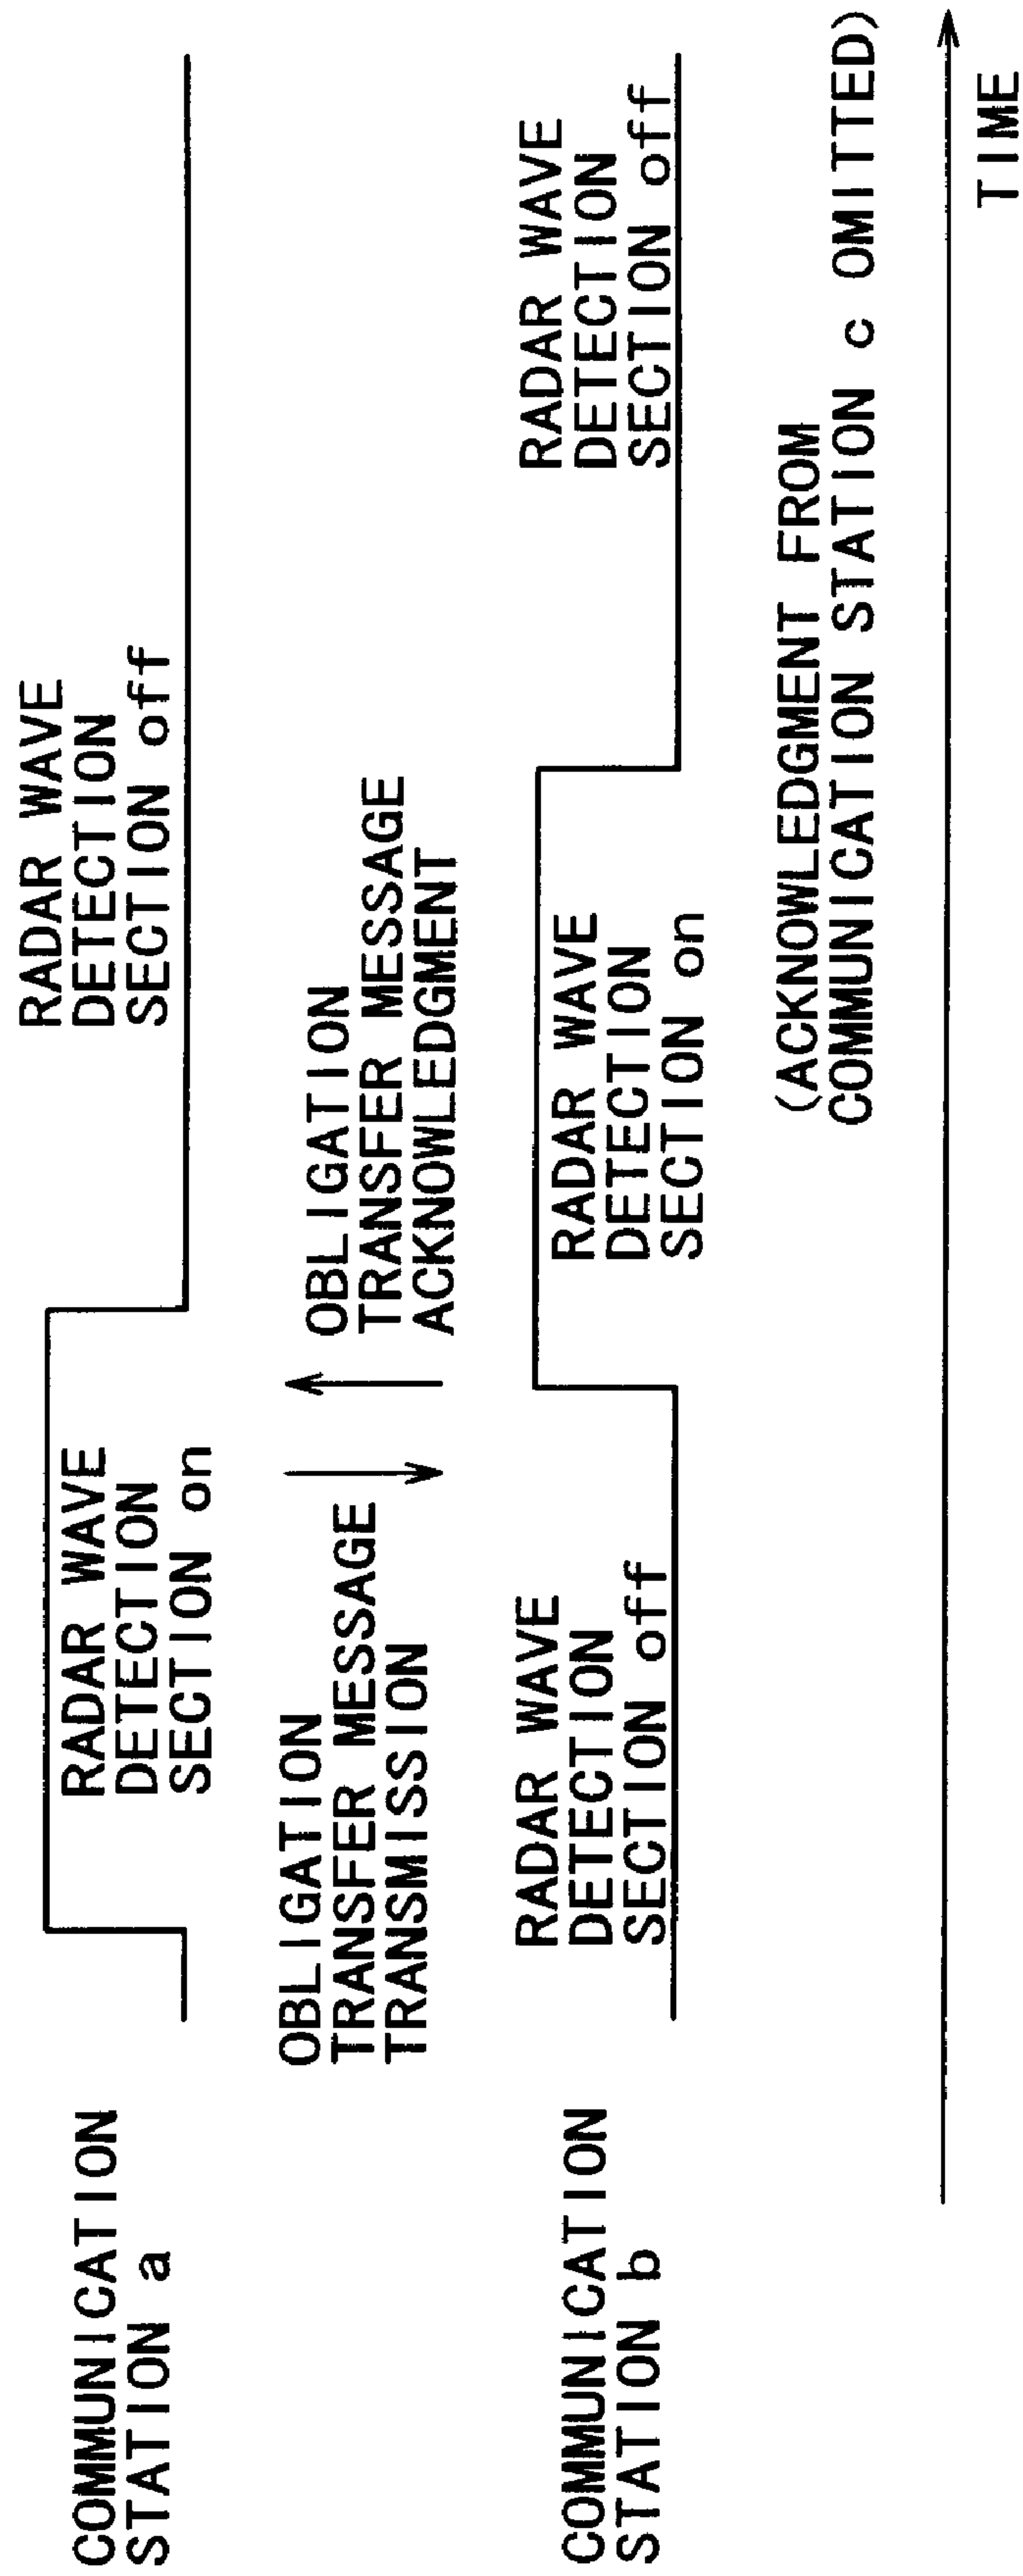 COMMUNICATION
STATION a
RADAR WAVE
DETECTION
SECTION on
RADAR WAVE
DETECTION
SECTION off
OBLIGATION
TRANSFER MESSAGE
TRANSMISSION
OBLIGATION
TRANSFER MESSAGE
ACKNOWLEDGMENT
COMMUNICATION
STATION b
RADAR WAVE
DETECTION
SECTION off
RADAR WAVE
DETECTION
SECTION on
RADAR WAVE
DETECTION
SECTION off
(ACKNOWLEDGMENT FROM
COMMUNICATION STATION c OMITTED)
TIME